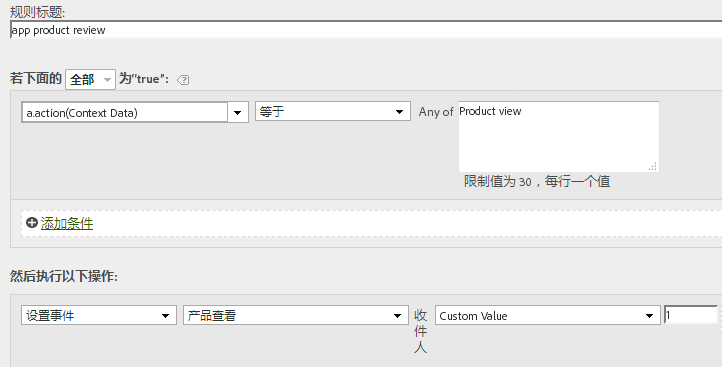 规则标题:
app product review
若下面的 全部 为“true”: ?
a.action(Context Data) 等于 Any of Product view
限制值为 30，每行一个值
添加条件
然后执行以下操作:
设置事件 产品查看 收件人 Custom Value 1